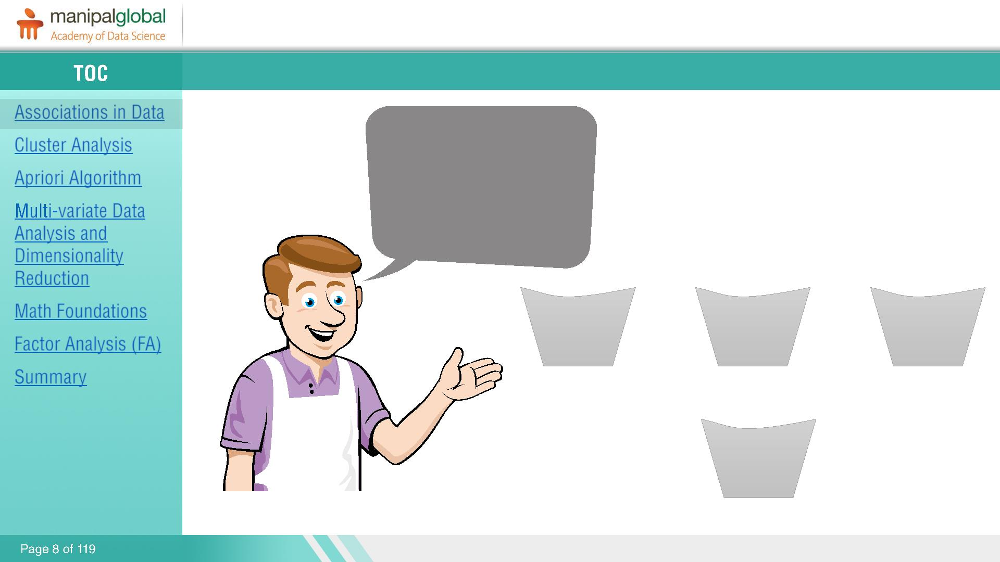 manipalglobal
Academy of Data Science
TOC
Associations in Data
Cluster Analysis
Apriori Algorithm
Multi-variate Data
Analysis and
Dimensionality
Reduction
Math Foundations
Factor Analysis (FA)
Summary
Page 8 of 119